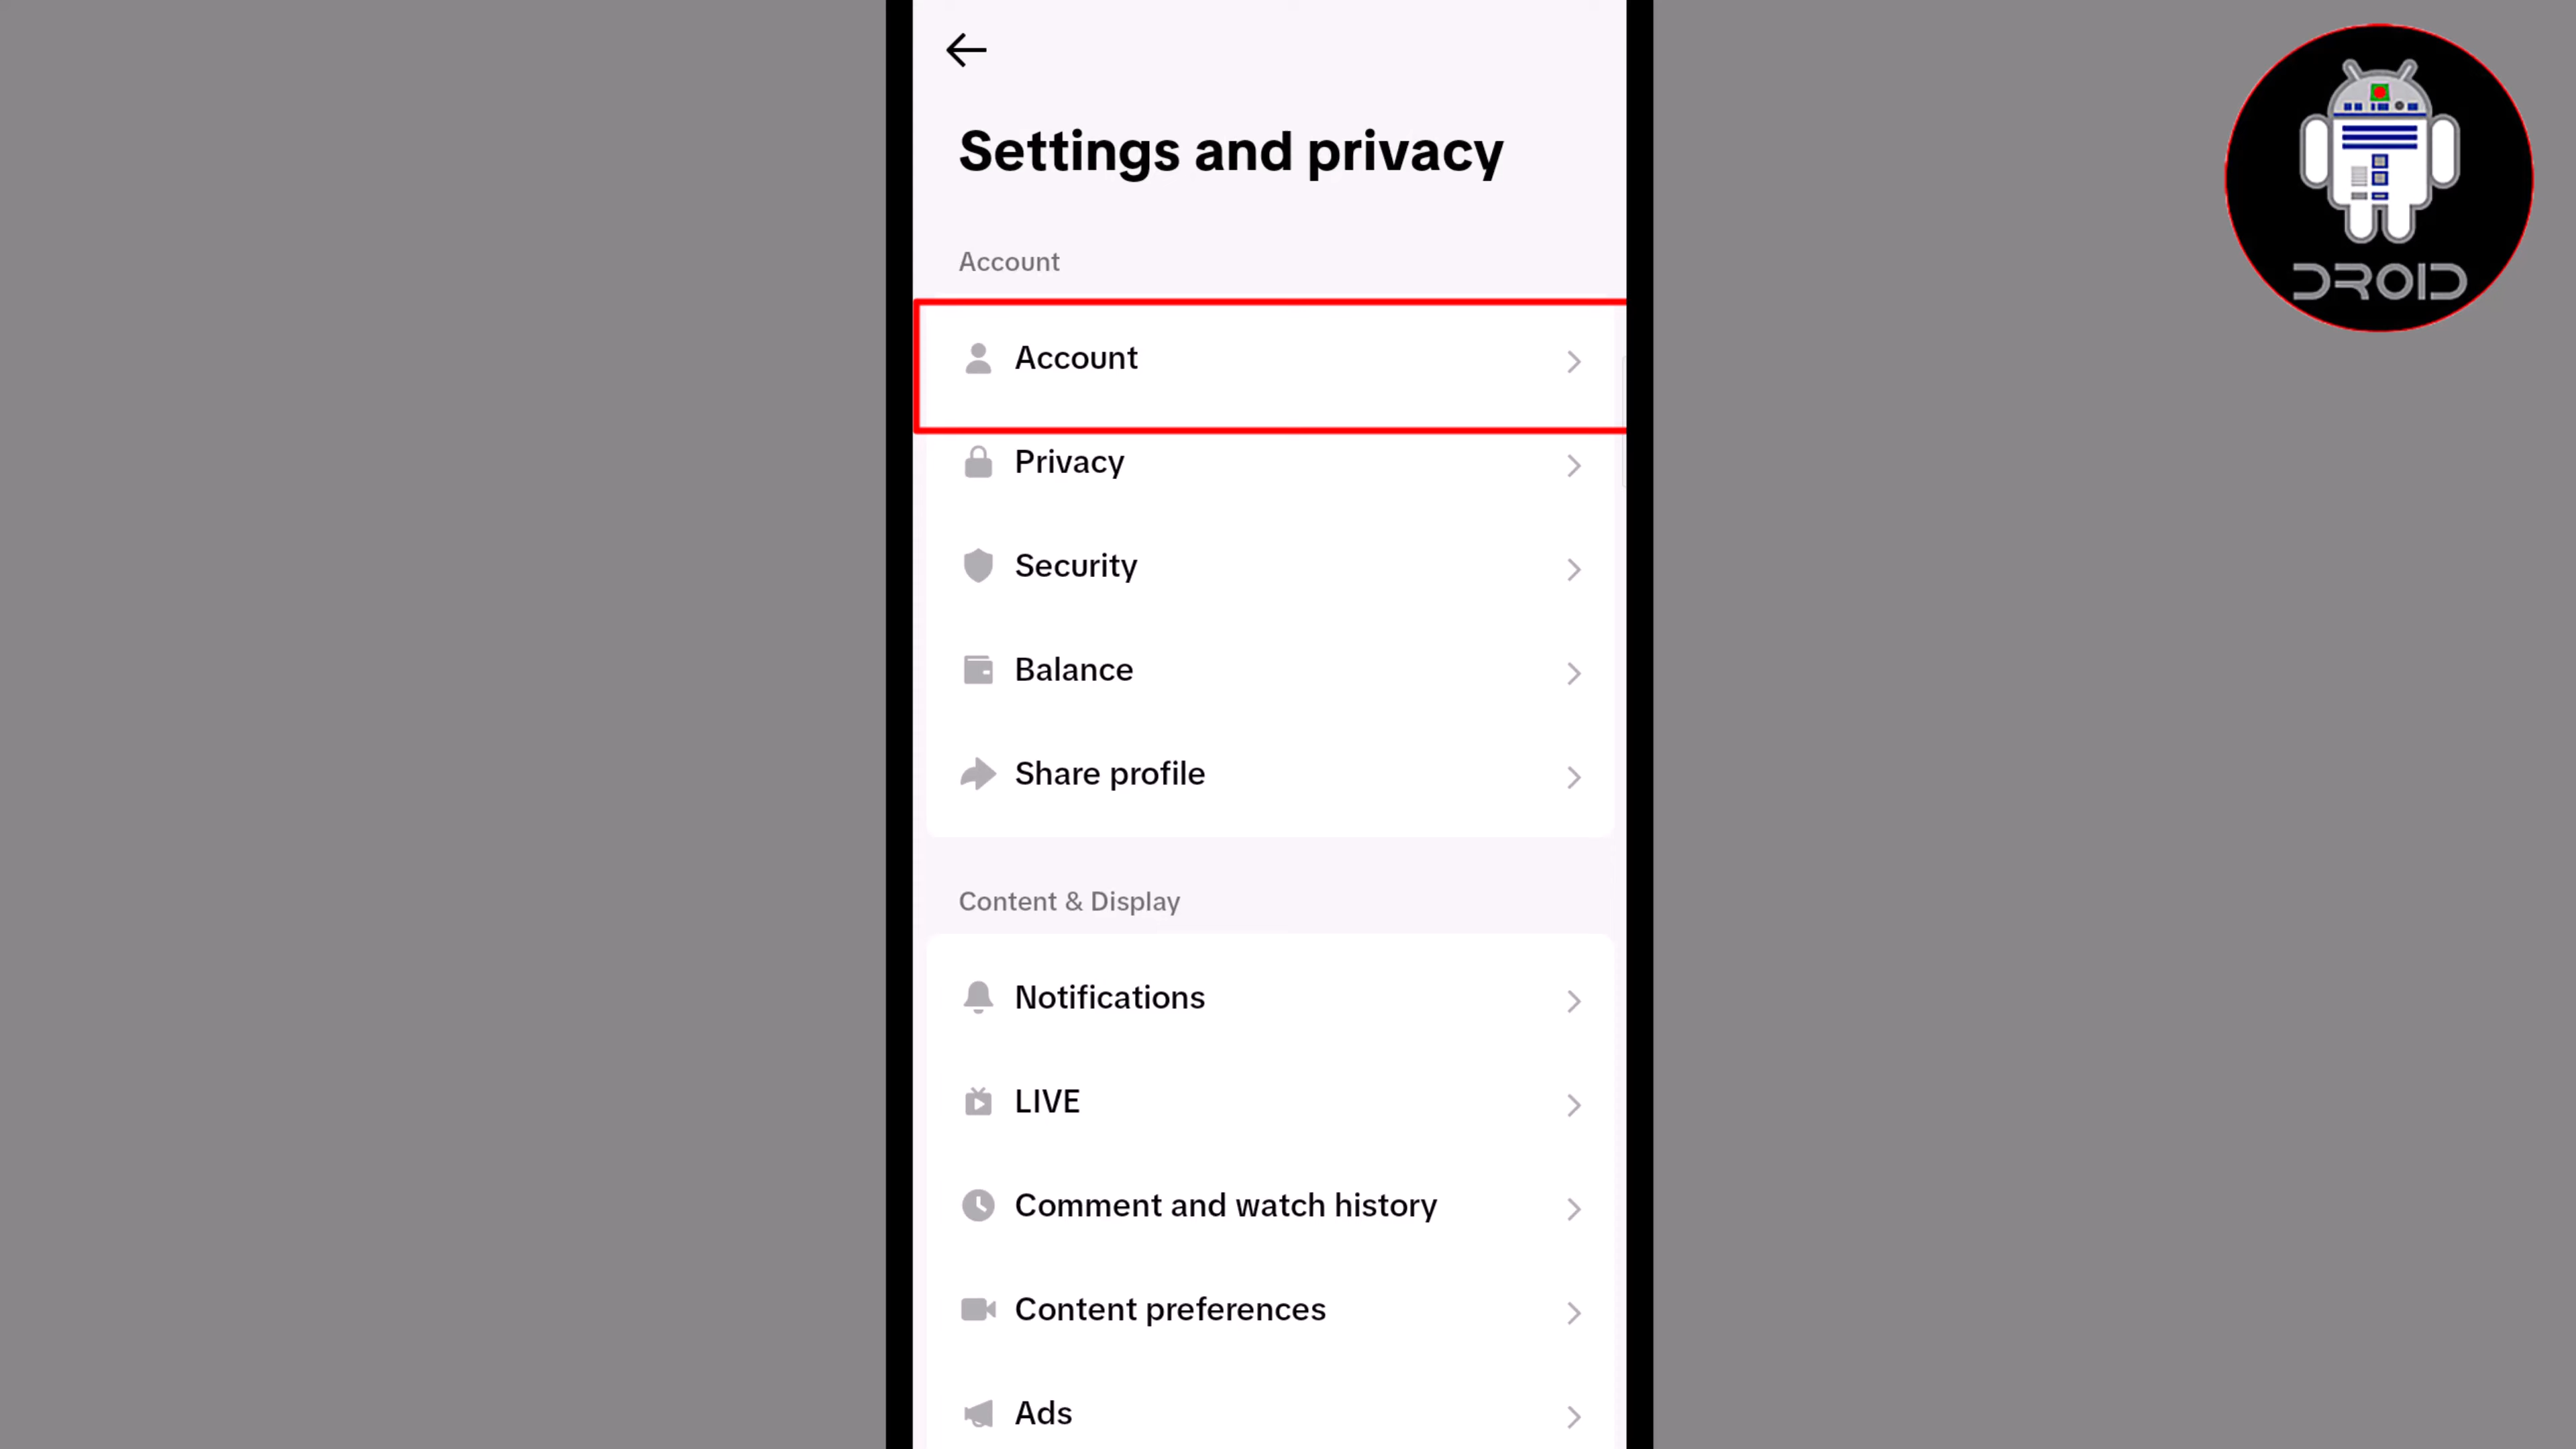 Settings and privacy
Account
Account
Privacy
Security
Balance
Share profile
Content & Display
Notifications
LIVE
Comment and watch history
Content preferences
Ads
DROID